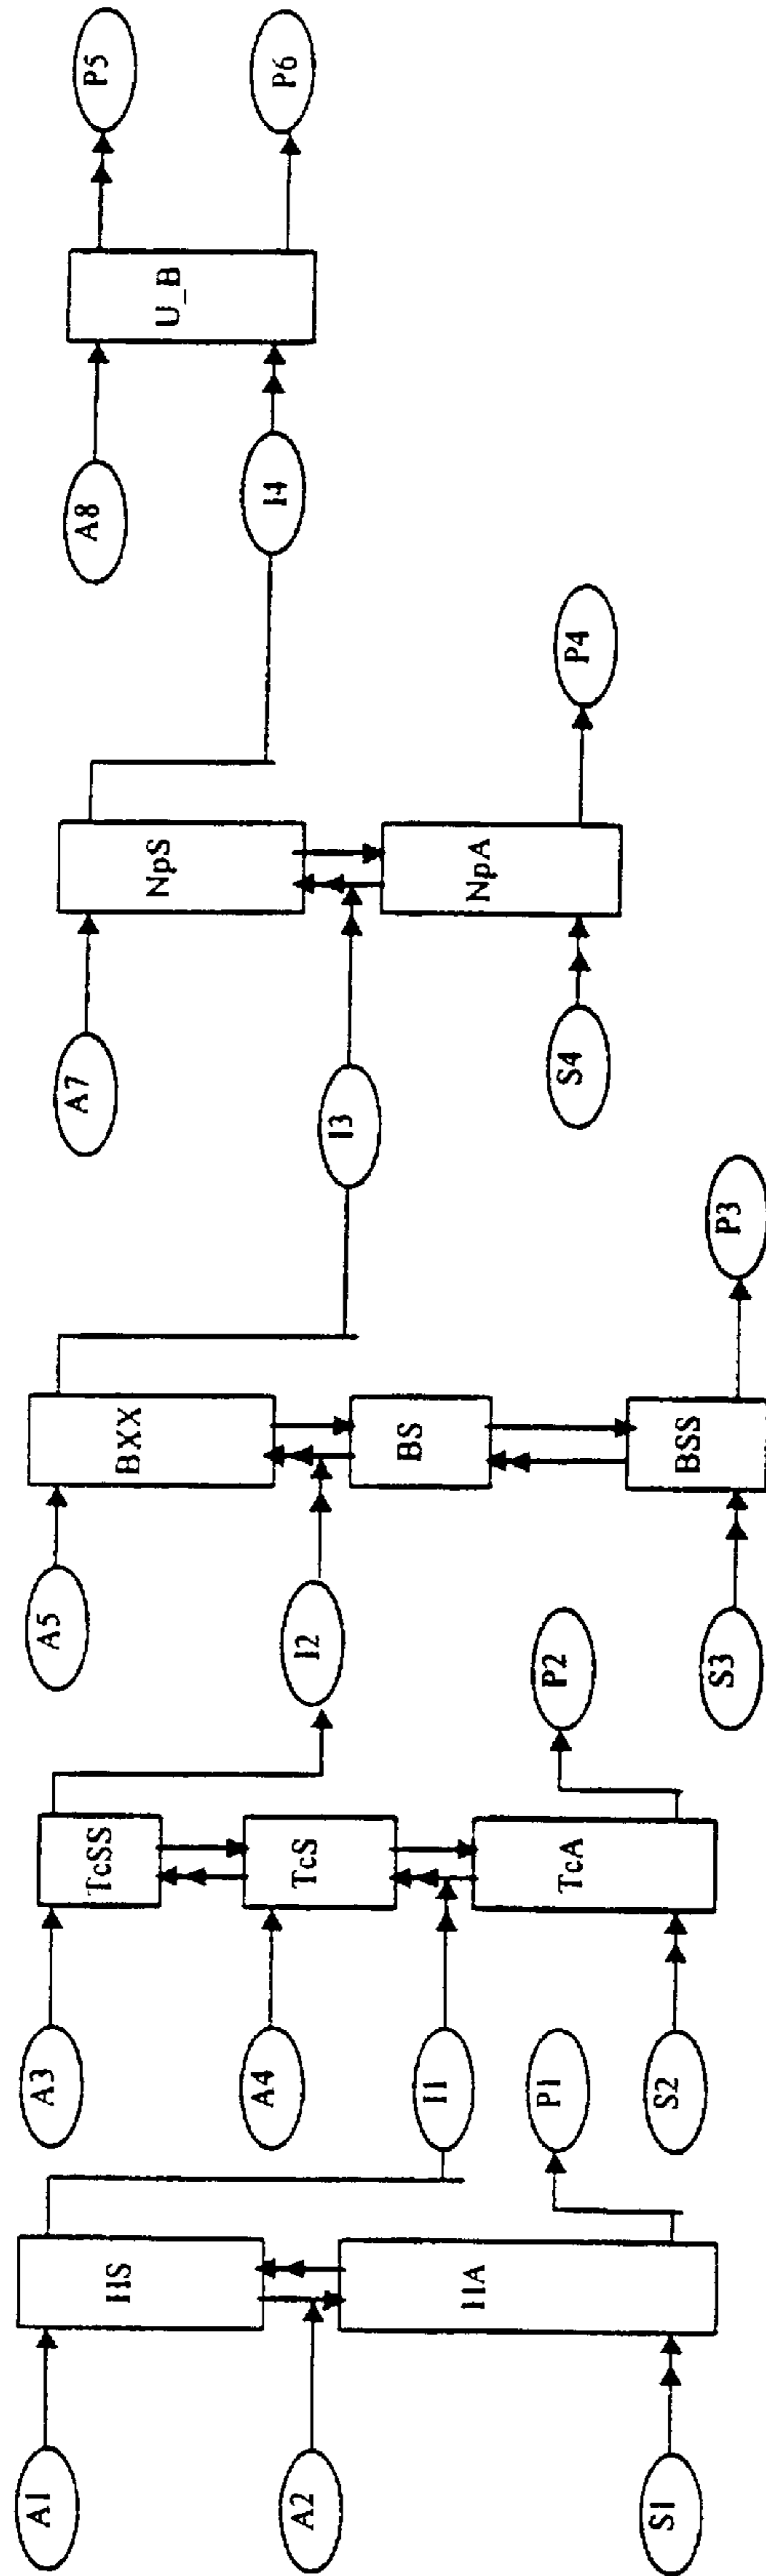 A1
HS
A2
HA
S1
P1
I1
A3
TcSS
A4
TcS
TcA
S2
P2
I2
A5
BXX
BS
BSS
S3
P3
I3
A7
NpS
NpA
S4
P4
I4
A8
U_B
P5
P6